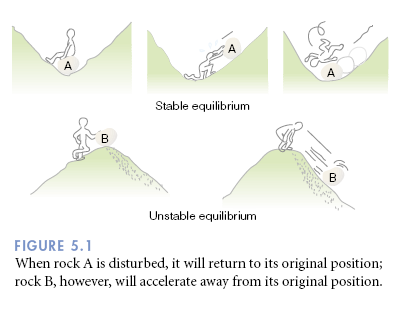 A
A
A
Stable equilibrium
B
B
Unstable equilibrium
FIGURE 5.1
When rock A is disturbed, it will return to its original position;
rock B, however, will accelerate away from its original position.